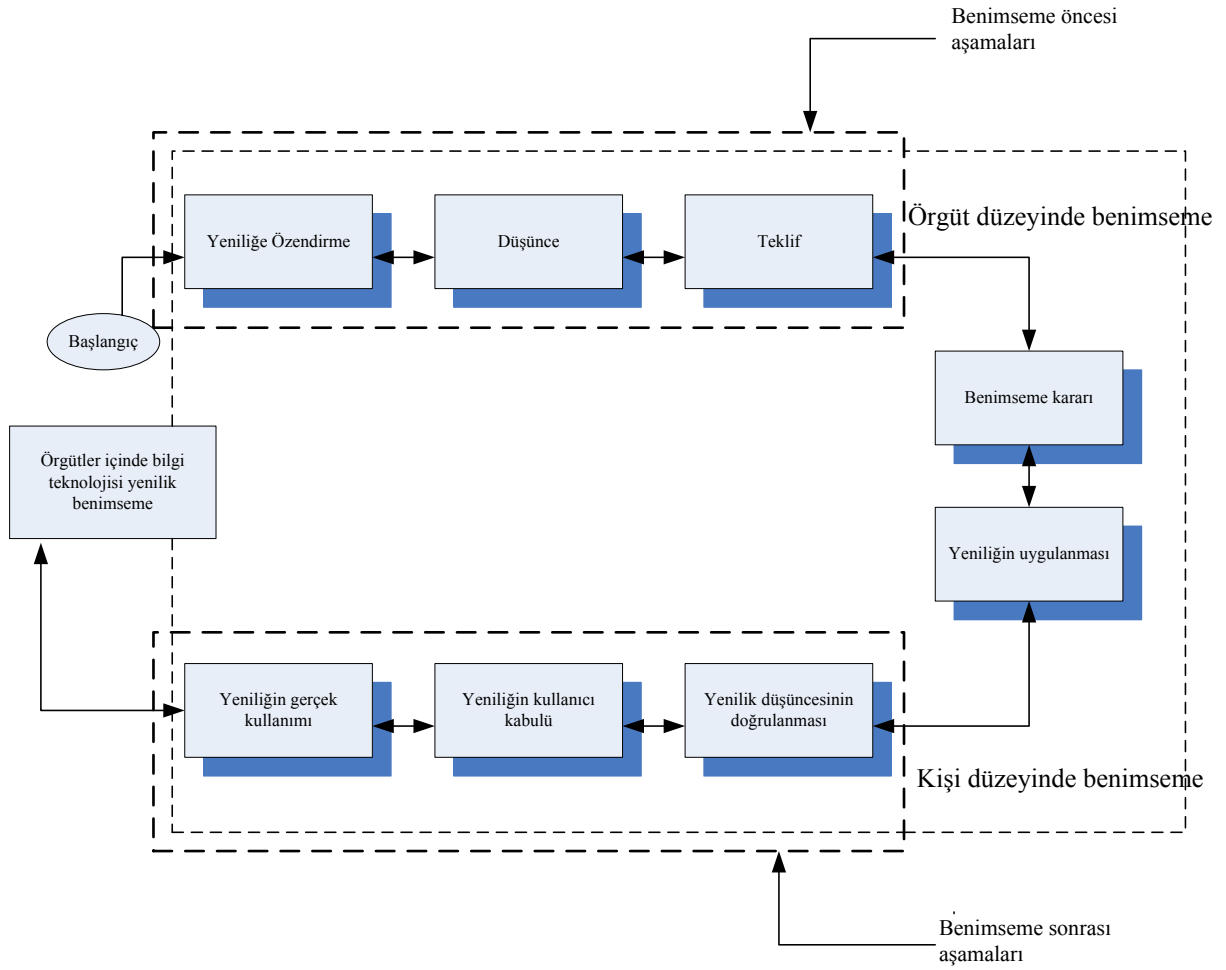 Benimseme öncesi
aşamaları
Örgüt düzeyinde benimseme
Yeniliğe Özendirme
Düşünce
Teklif
Başlangıç
Benimseme kararı
Örgütler içinde bilgi
teknolojisi yenilik
benimseme
Yeniliğin uygulanması
Yeniliğin gerçek
kullanımı
Yeniliğin kullanıcı
kabulü
Yenilik düşüncesinin
doğrulanması
Kişi düzeyinde benimseme
Benimseme sonrası
aşamaları